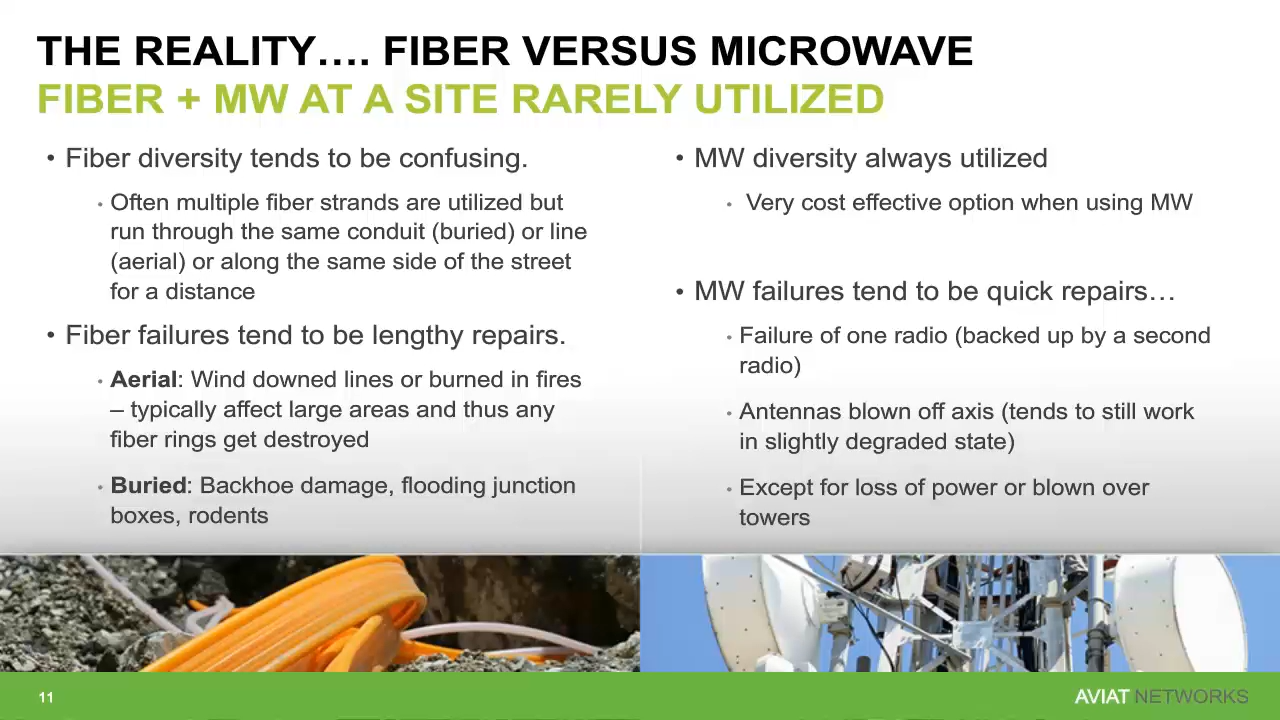 THE REALITY…. FIBER VERSUS MICROWAVE
FIBER + MW AT A SITE RARELY UTILIZED
• Fiber diversity tends to be confusing.
• Often multiple fiber strands are utilized but
run through the same conduit (buried) or line
(aerial) or along the same side of the street
for a distance
• Fiber failures tend to be lengthy repairs.
• Aerial: Wind downed lines or burned in fires
– typically affect large areas and thus any
fiber rings get destroyed
• Buried: Backhoe damage, flooding junction
boxes, rodents
• MW diversity always utilized
• Very cost effective option when using MW
• MW failures tend to be quick repairs…
• Failure of one radio (backed up by a second
radio)
• Antennas blown off axis (tends to still work
in slightly degraded state)
• Except for loss of power or blown over
towers
11
AVIAT NETWORKS